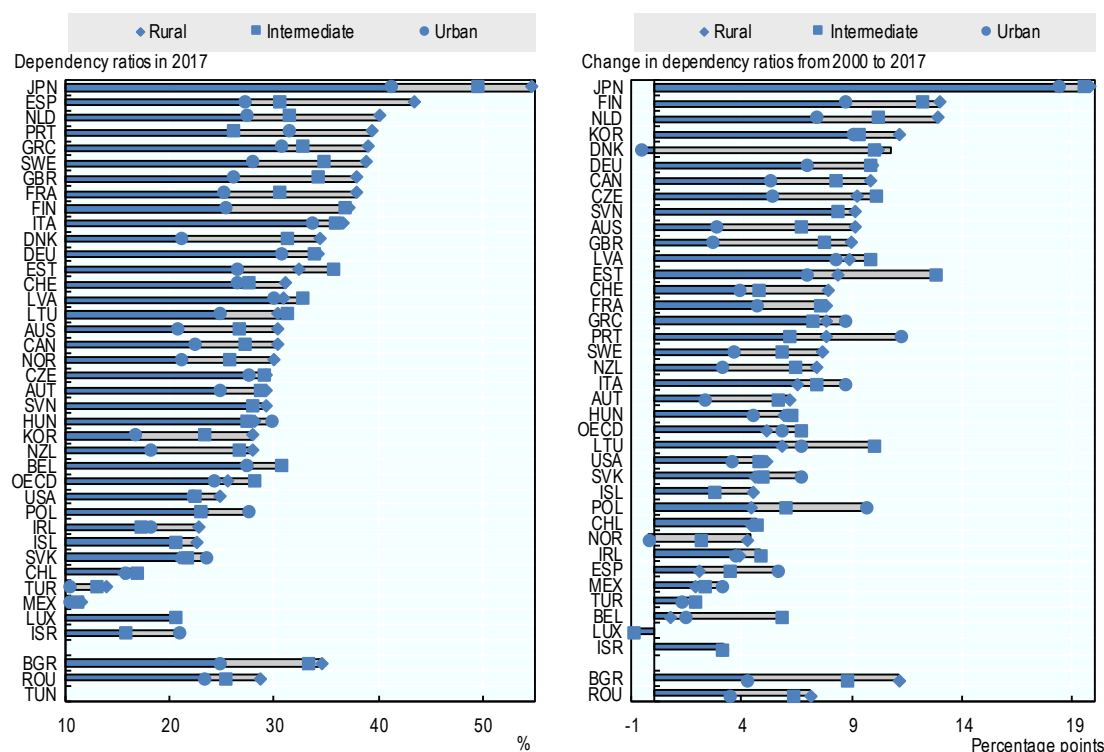 Rural Intermediate Urban
Dependency ratios in 2017
JPN
ESP
NLD
PRT
GRC
SWE
GBR
FRA
FIN
ITA
DNK
DEU
EST
CHE
LVA
LTU
AUS
CAN
NOR
CZE
AUT
SVN
HUN
KOR
NZL
BEL
OECD
USA
POL
IRL
ISL
SVK
CHL
TUR
MEX
LUX
ISR
BGR
ROU
TUN
10 20 30 40 50
%
Rural Intermediate Urban
Change in dependency ratios from 2000 to 2017
JPN
FIN
NLD
KOR
DNK
DEU
CAN
CZE
SVN
AUS
GBR
LVA
EST
CHE
FRA
GRC
PRT
SWE
NZL
ITA
AUT
HUN
OECD
LTU
USA
SVK
ISL
POL
CHL
NOR
IRL
ESP
MEX
TUR
BEL
LUX
ISR
BGR
ROU
-1 4 9 14 19
Percentage points